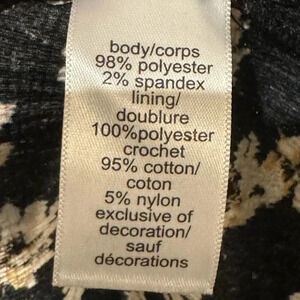 body/corps
98% polyester
2% spandex
lining/
doublure
100%polyester
crochet
95% cotton/
coton
5% nylon
exclusive of
decoration/
sauf
décorations